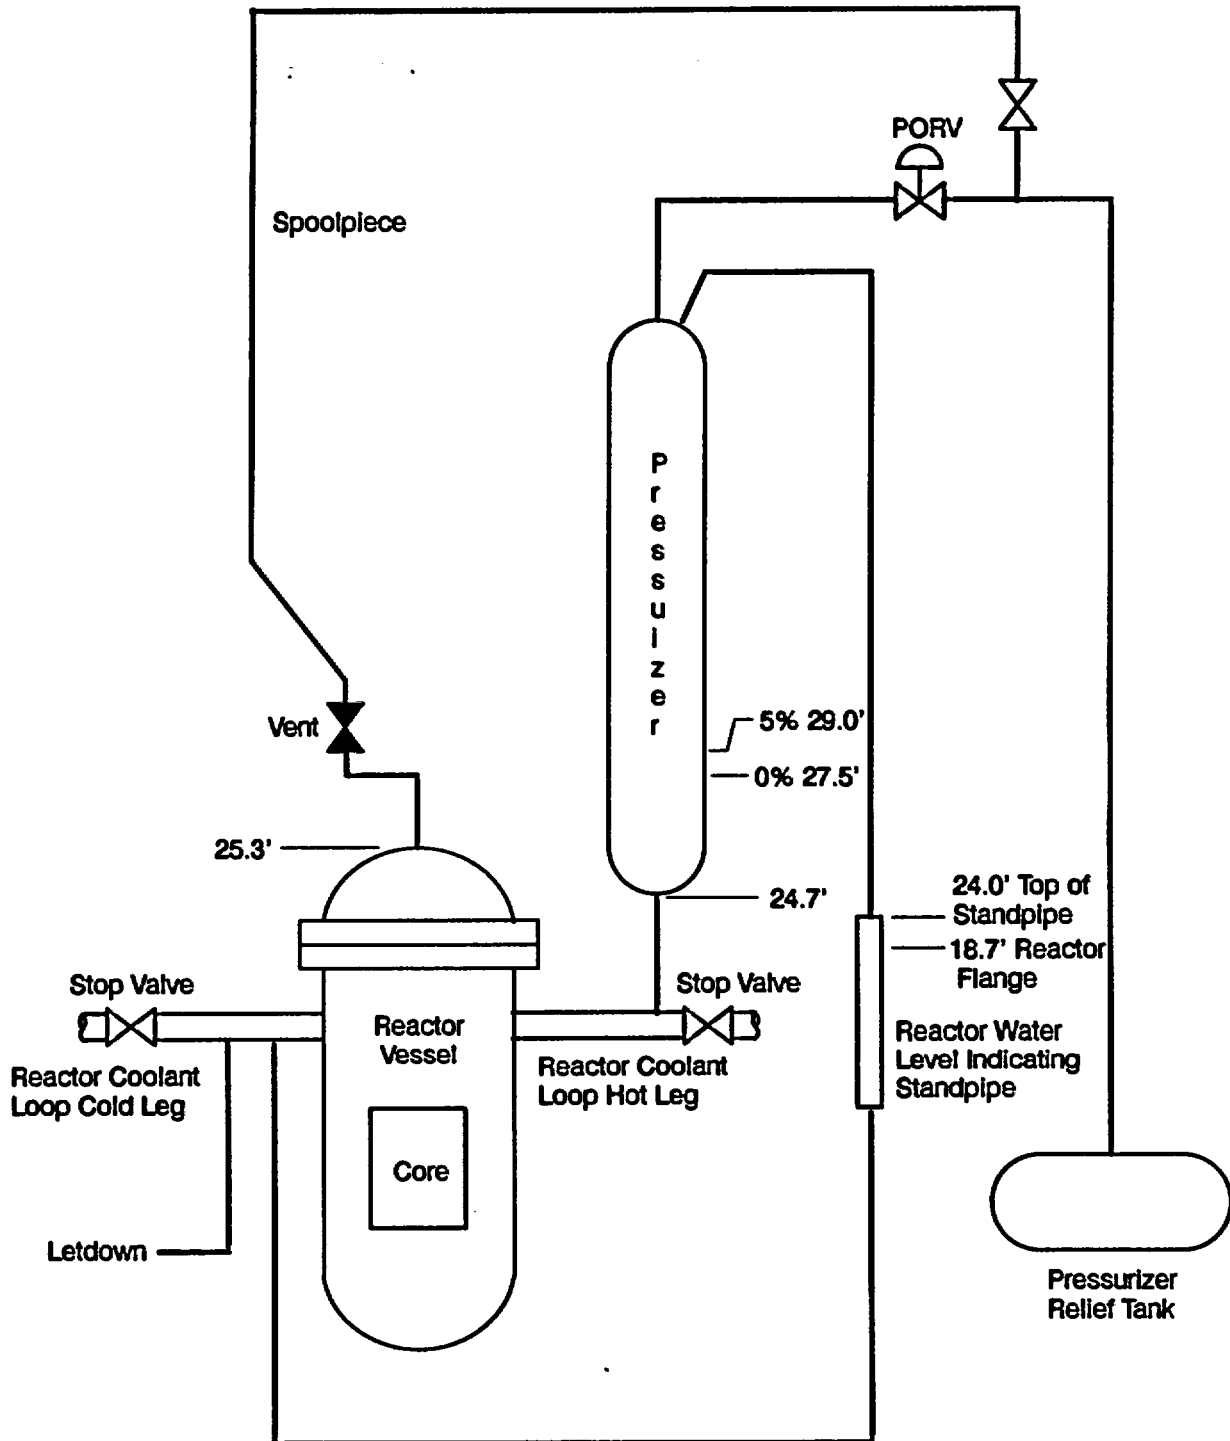 PORV
Spoolpiece
Pressuizer
5% 29.0'
Vent
0% 27.5'
25.3'
24.7'
24.0' Top of
Standpipe
18.7' Reactor
Flange
Stop Valve
Stop Valve
Reactor
Vessel
Reactor Coolant
Loop Cold Leg
Reactor Coolant
Loop Hot Leg
Reactor Water
Level Indicating
Standpipe
Core
Letdown
Pressurizer
Relief Tank